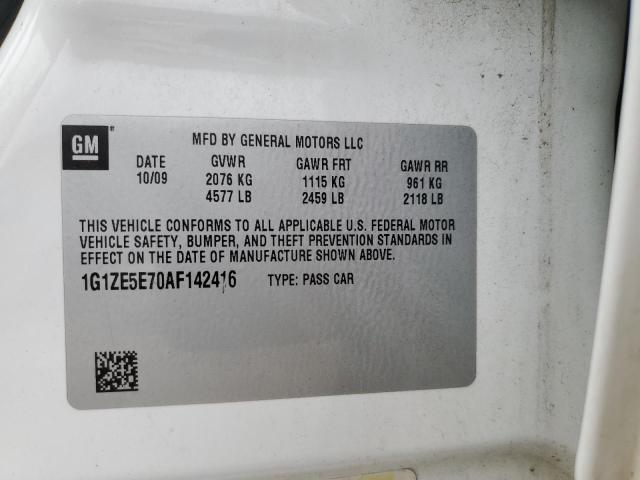 GM
MFD BY GENERAL MOTORS LLC
DATE GVWR GAWR FRT GAWR RR
10/09 2076 KG 1115 KG 961 KG
4577 LB 2459 LB 2118 LB
THIS VEHICLE CONFORMS TO ALL APPLICABLE U.S. FEDERAL MOTOR
VEHICLE SAFETY, BUMPER, AND THEFT PREVENTION STANDARDS IN
EFFECT ON THE DATE OF MANUFACTURE SHOWN ABOVE.
1G1ZE5E70AF142416 TYPE: PASS CAR